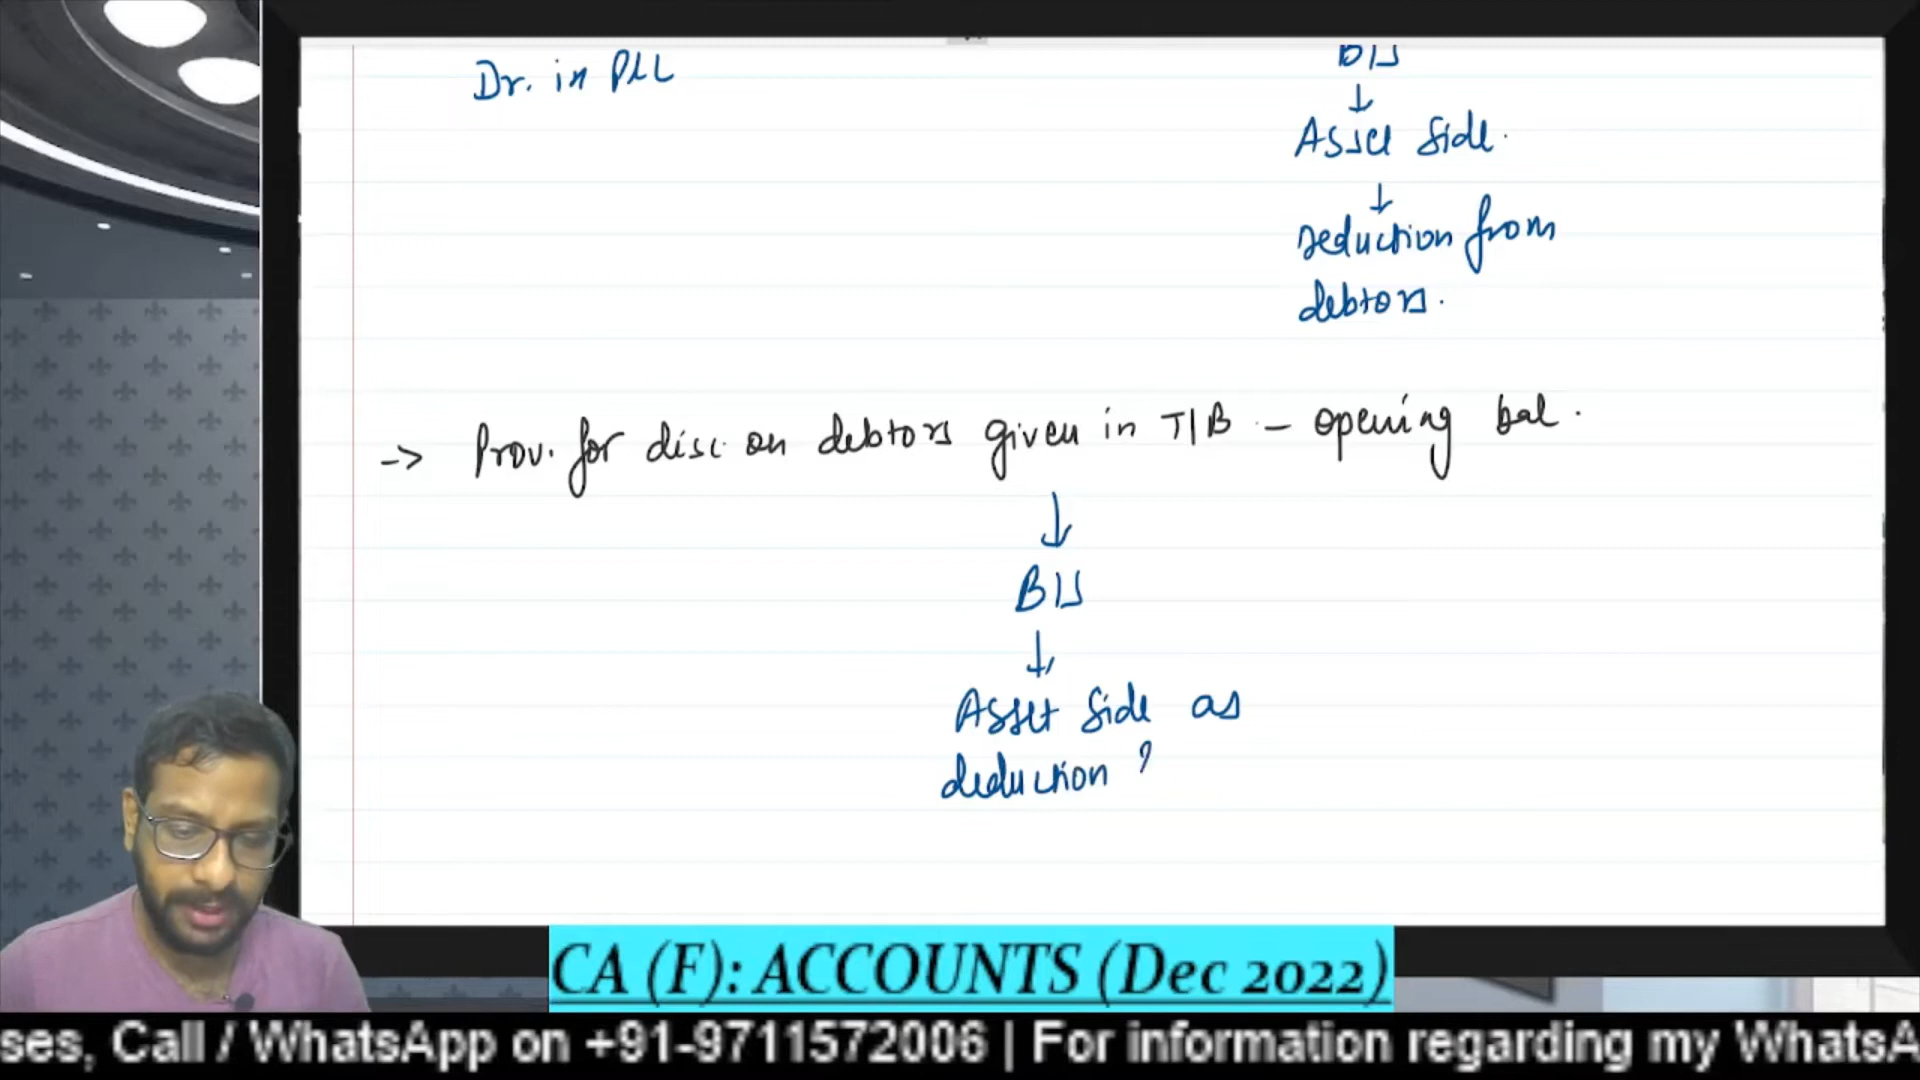 Dr. in P&L
B/S
↓
Asset side.
↓
deduction from
debtors.
-> Prov. for disc. on debtors given in T/B - opening bal.
↓
B/S
↓
Asset side as
deduction ?
CA (F): ACCOUNTS (Dec 2022)
ses, Call / WhatsApp on +91-9711572006 | For information regarding my WhatsA